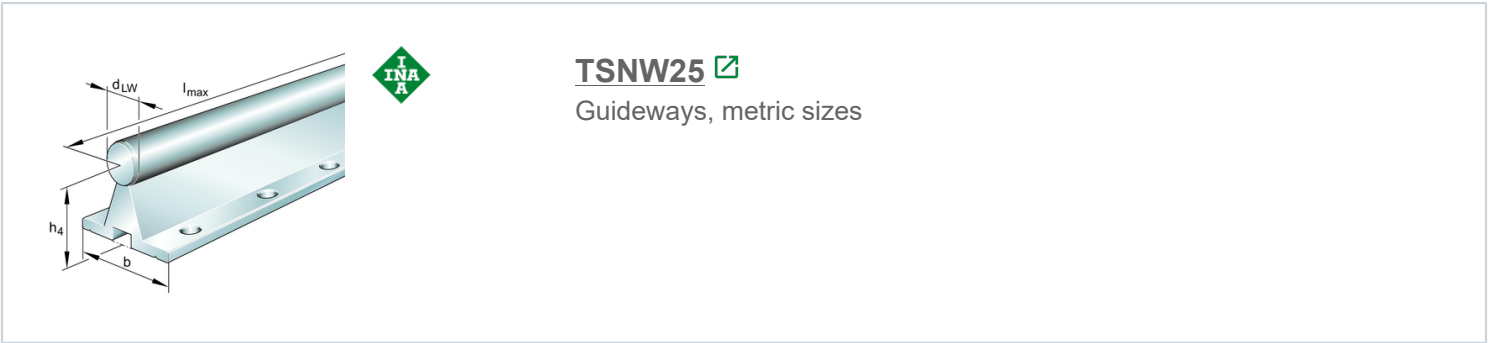 TSNW25
Guideways, metric sizes
d_LW
l_max
h_4
b
I
INA
A